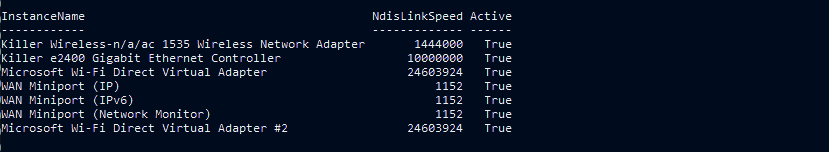 InstanceName NdisLinkSpeed Active
------------ ------------- ------
Killer Wireless-n/a/ac 1535 Wireless Network Adapter 1444000 True
Killer e2400 Gigabit Ethernet Controller 10000000 True
Microsoft Wi-Fi Direct Virtual Adapter 24603924 True
WAN Miniport (IP) 1152 True
WAN Miniport (IPv6) 1152 True
WAN Miniport (Network Monitor) 1152 True
Microsoft Wi-Fi Direct Virtual Adapter #2 24603924 True